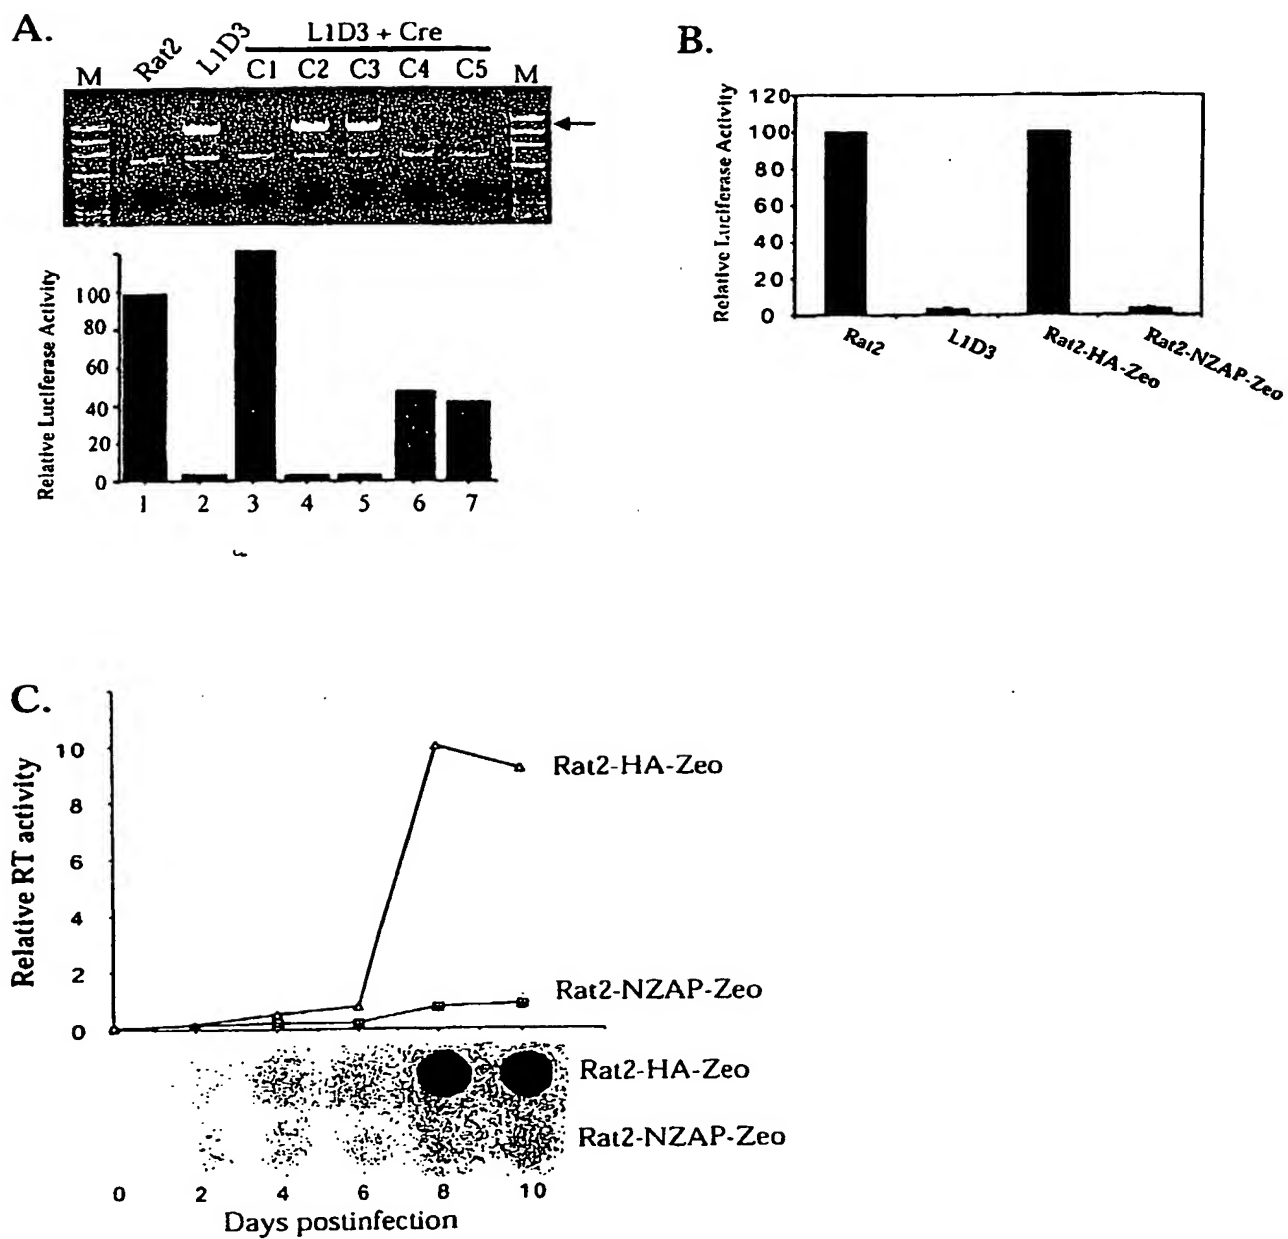 A.
Rat2
L1D3
L1D3 + Cre
M
C1 C2 C3 C4 C5
M
Relative Luciferase Activity
100
80
60
40
20
0
1 2 3 4 5 6 7
B.
Relative Luciferase Activity
120
100
80
60
40
20
0
Rat2
L1D3
Rat2-HA-Zeo
Rat2-NZAP-Zeo
C.
Relative RT activity
10
8
6
4
2
0
Rat2-HA-Zeo
Rat2-NZAP-Zeo
Rat2-HA-Zeo
Rat2-NZAP-Zeo
0 2 4 6 8 10
Days postinfection